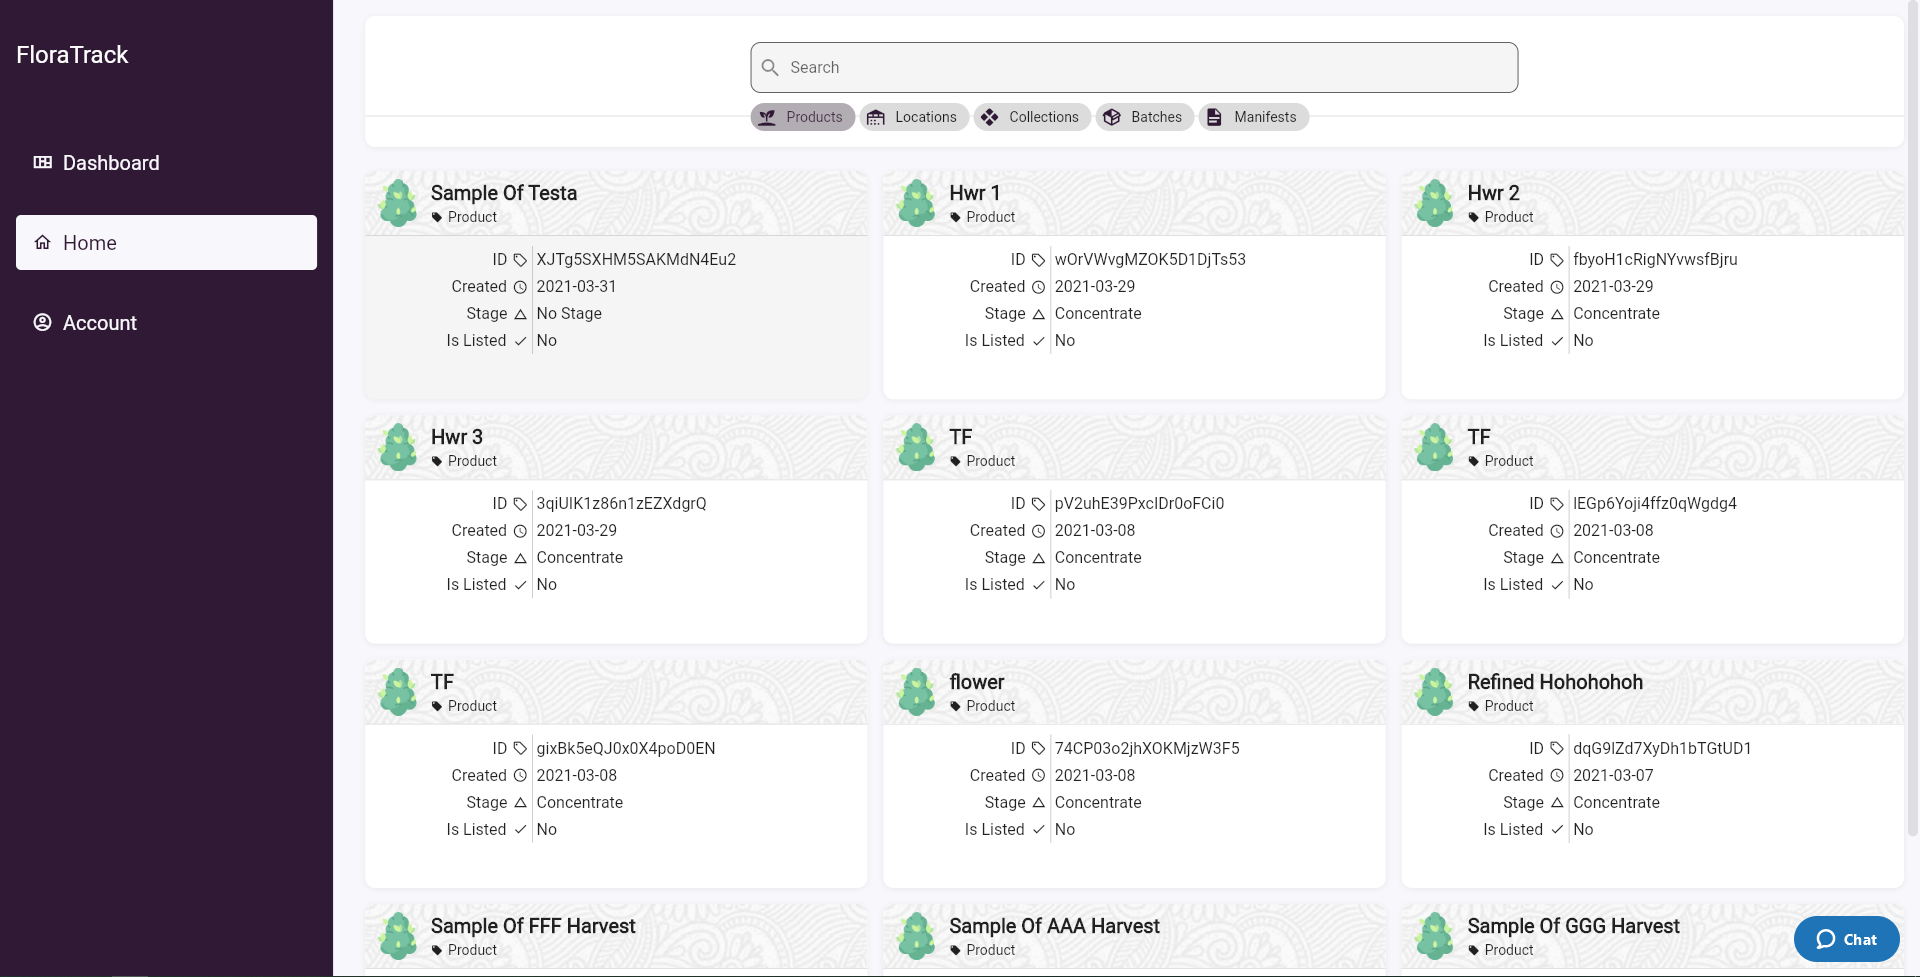 FloraTrack
Dashboard
Home
Account
Search
Products
Locations
Collections
Batches
Manifests
Sample Of Testa
Product
ID XJTg5SXHM5SAKMdN4Eu2
Created 2021-03-31
Stage No Stage
Is Listed No
Hwr 1
Product
ID wOrVWvgMZOK5D1DjTs53
Created 2021-03-29
Stage Concentrate
Is Listed No
Hwr 2
Product
ID fbyoH1cRigNYvwsfBjru
Created 2021-03-29
Stage Concentrate
Is Listed No
Hwr 3
Product
ID 3qiUlK1z86n1zEZXdgrQ
Created 2021-03-29
Stage Concentrate
Is Listed No
TF
Product
ID pV2uhE39PxclDr0oFCi0
Created 2021-03-08
Stage Concentrate
Is Listed No
TF
Product
ID lEGp6Yoji4ffz0qWgdg4
Created 2021-03-08
Stage Concentrate
Is Listed No
TF
Product
ID gixBk5eQJ0x0X4poD0EN
Created 2021-03-08
Stage Concentrate
Is Listed No
flower
Product
ID 74CP03o2jhXOKMjzW3F5
Created 2021-03-08
Stage Concentrate
Is Listed No
Refined Hohohohoh
Product
ID dqG9lZd7XyDh1bTGtUD1
Created 2021-03-07
Stage Concentrate
Is Listed No
Sample Of FFF Harvest
Product
Sample Of AAA Harvest
Product
Sample Of GGG Harvest
Product
Chat